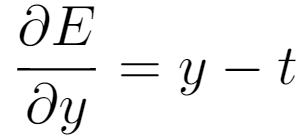 ∂E/∂y = y − t